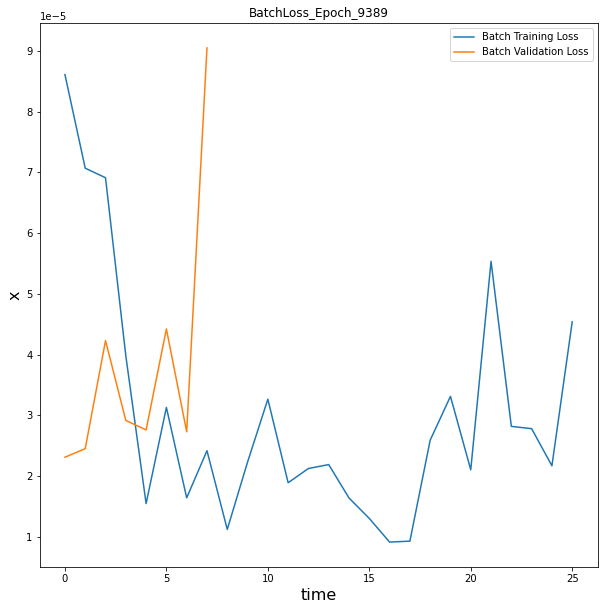 BatchLoss_Epoch_9389
1e−5
Batch Training Loss
Batch Validation Loss
9
8
7
6
5
4
3
2
1
x
0 5 10 15 20 25
time